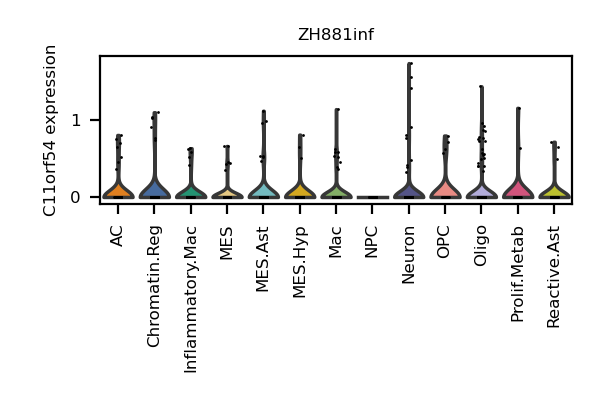 ZH881inf
C11orf54 expression
1
0
AC
Chromatin.Reg
Inflammatory.Mac
MES
MES.Ast
MES.Hyp
Mac
NPC
Neuron
OPC
Oligo
Prolif.Metab
Reactive.Ast